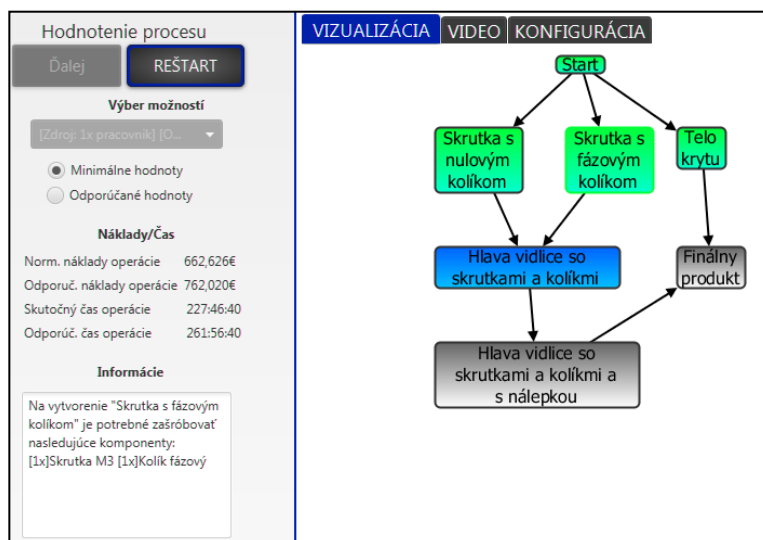 Hodnotenie procesu
Ďalej
REŠTART
Výber možností
[Zdroj: 1x pracovnik] [O...
Minimálne hodnoty
Odporúčané hodnoty
Náklady/Čas
Norm. náklady operácie 662,626€
Odporuč. náklady operácie 762,020€
Skutočný čas operácie 227:46:40
Odporúč. čas operácie 261:56:40
Informácie
Na vytvorenie "Skrutka s fázovým
kolíkom" je potrebné zašróbovať
nasledujúce komponenty:
[1x]Skrutka M3 [1x]Kolík fázový
VIZUALIZÁCIA VIDEO KONFIGURÁCIA
Start
Skrutka s
nulovým
kolíkom
Skrutka s
fázovým
kolíkom
Telo
krytu
Hlava vidlice so
skrutkami a kolíkmi
Finálny
produkt
Hlava vidlice so
skrutkami a kolíkmi a
s nálepkou